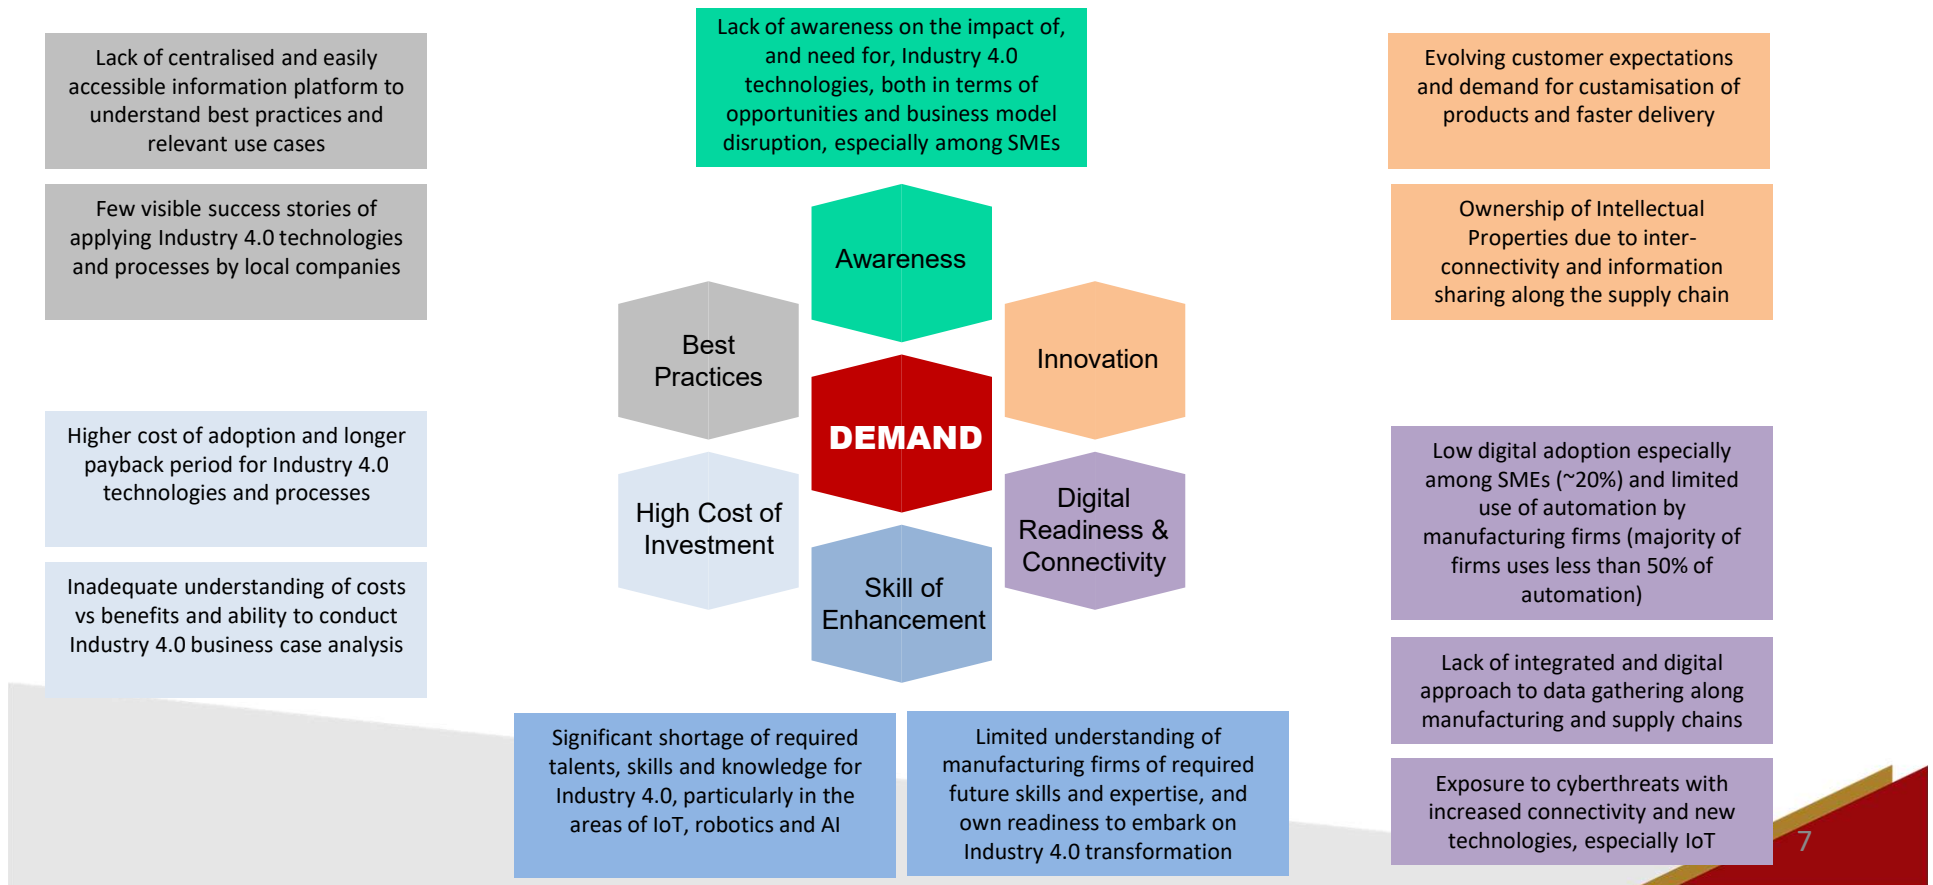 Lack of centralised and easily
accessible information platform to
understand best practices and
relevant use cases
Few visible success stories of
applying Industry 4.0 technologies
and processes by local companies
Higher cost of adoption and longer
payback period for Industry 4.0
technologies and processes
Inadequate understanding of costs
vs benefits and ability to conduct
Industry 4.0 business case analysis
Lack of awareness on the impact of,
and need for, Industry 4.0
technologies, both in terms of
opportunities and business model
disruption, especially among SMEs
Awareness
Best
Practices
Innovation
DEMAND
High Cost of
Investment
Digital
Readiness &
Connectivity
Skill of
Enhancement
Significant shortage of required
talents, skills and knowledge for
Industry 4.0, particularly in the
areas of IoT, robotics and AI
Limited understanding of
manufacturing firms of required
future skills and expertise, and
own readiness to embark on
Industry 4.0 transformation
Evolving customer expectations
and demand for custamisation of
products and faster delivery
Ownership of Intellectual
Properties due to inter-
connectivity and information
sharing along the supply chain
Low digital adoption especially
among SMEs (~20%) and limited
use of automation by
manufacturing firms (majority of
firms uses less than 50% of
automation)
Lack of integrated and digital
approach to data gathering along
manufacturing and supply chains
Exposure to cyberthreats with
increased connectivity and new
technologies, especially IoT
7